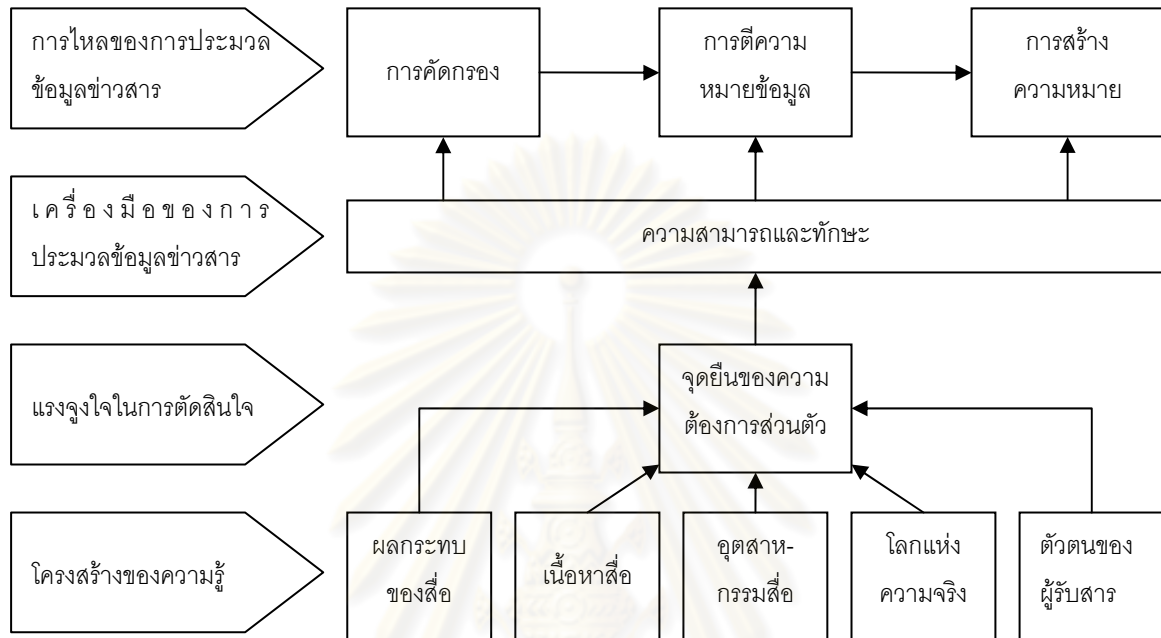 การไหลของการประมวล
ข้อมูลข่าวสาร
การคัดกรอง
การตีความ
หมายข้อมูล
การสร้าง
ความหมาย
เครื่องมือของการ
ประมวลข้อมูลข่าวสาร
ความสามารถและทักษะ
แรงจูงใจในการตัดสินใจ
จุดยืนของความ
ต้องการส่วนตัว
โครงสร้างของความรู้
ผลกระทบ
ของสื่อ
เนื้อหาสื่อ
อุตสาห-
กรรมสื่อ
โลกแห่ง
ความจริง
ตัวตนของ
ผู้รับสาร